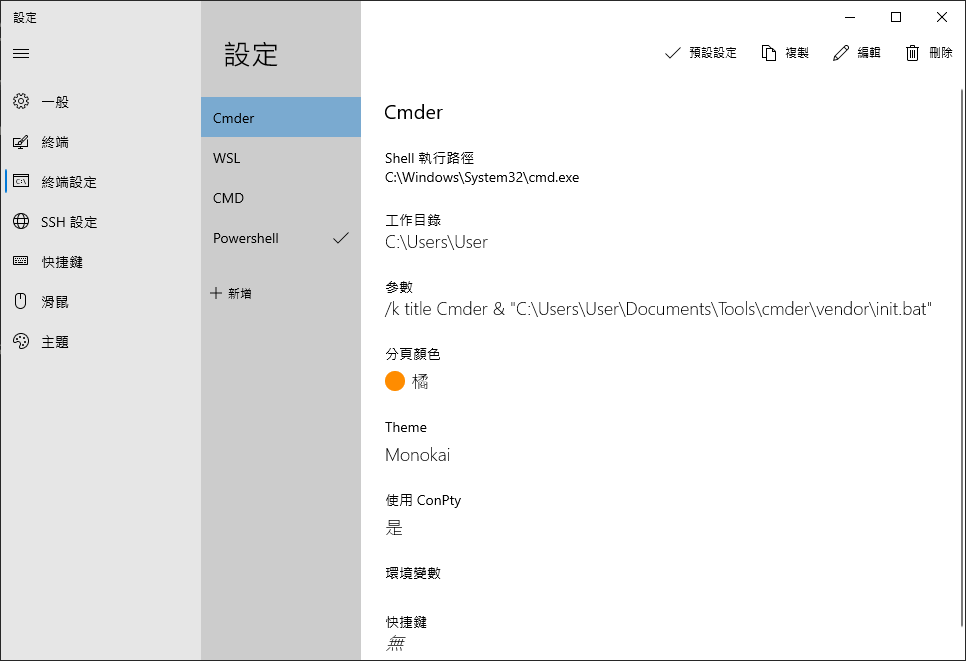 設定
一般
終端
終端設定
SSH 設定
快捷鍵
滑鼠
主題
設定
Cmder
WSL
CMD
Powershell
新增
預設設定
複製
編輯
刪除
Cmder
Shell 執行路徑
C:\Windows\System32\cmd.exe
工作目錄
C:\Users\User
參數
/k title Cmder & "C:\Users\User\Documents\Tools\cmder\vendor\init.bat"
分頁顏色
橘
Theme
Monokai
使用 ConPty
是
環境變數
快捷鍵
無